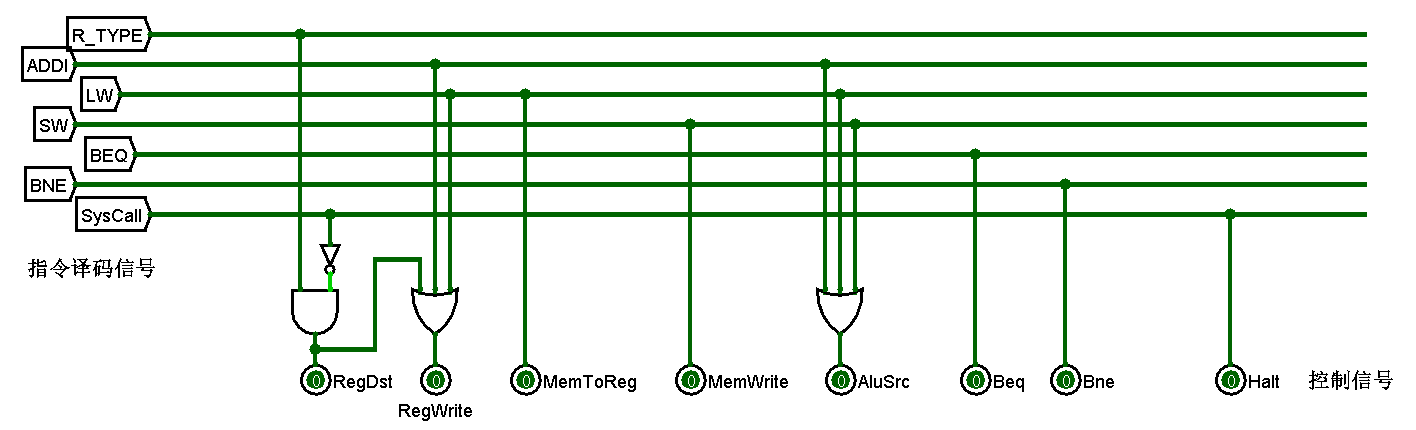 R_TYPE
ADDI
LW
SW
BEQ
BNE
SysCall
指令译码信号
0 RegDst
0
RegWrite
0 MemToReg
0 MemWrite
0 AluSrc
0 Beq
0 Bne
0 Halt
控制信号